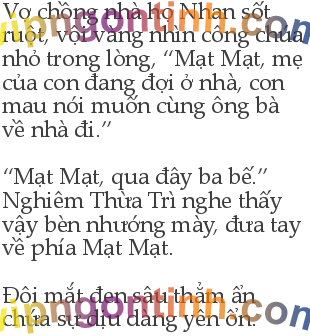 Vợ chồng nhà họ Nhan sốt
ruột, vội vàng nhìn công chúa
nhỏ trong lòng, “Mạt Mạt, mẹ
của con đang đợi ở nhà, con
mau nói muốn cùng ông bà
về nhà đi.”
“Mạt Mạt, qua đây ba bế.”
Nghiêm Thừa Trì nghe thấy
vậy bèn nhướng mày, đưa tay
về phía Mạt Mạt.
Đôi mắt đen sâu thẳm ẩn
chứa sự dịu dàng yên ổn.
vipngontinh.com
vipngontinh.com